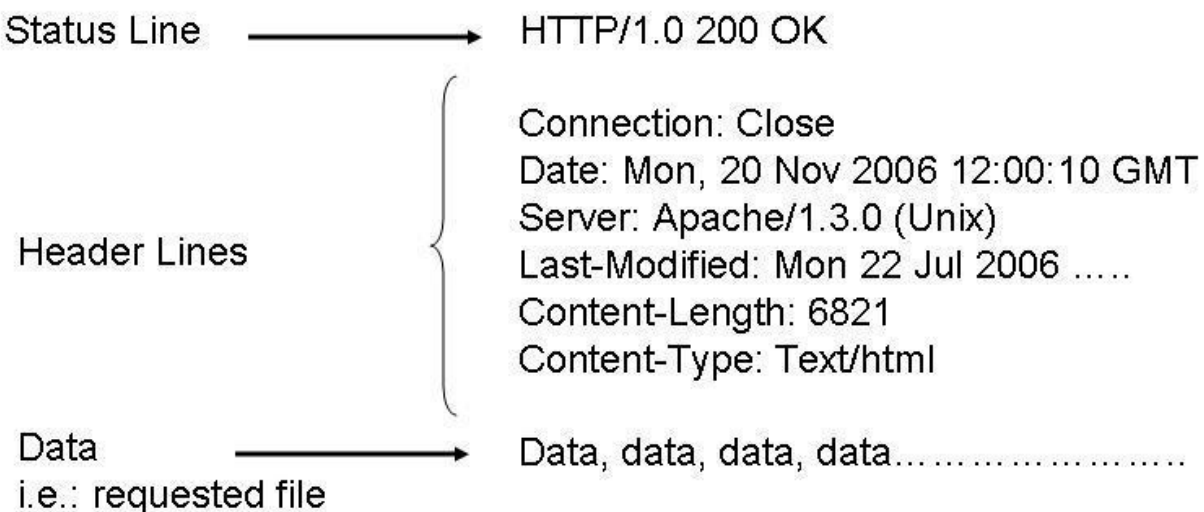 Status Line HTTP/1.0 200 OK
Connection: Close
Date: Mon, 20 Nov 2006 12:00:10 GMT
Server: Apache/1.3.0 (Unix)
Header Lines
Last-Modified: Mon 22 Jul 2006 .....
Content-Length: 6821
Content-Type: Text/html
Data Data, data, data, data.........................
i.e.: requested file